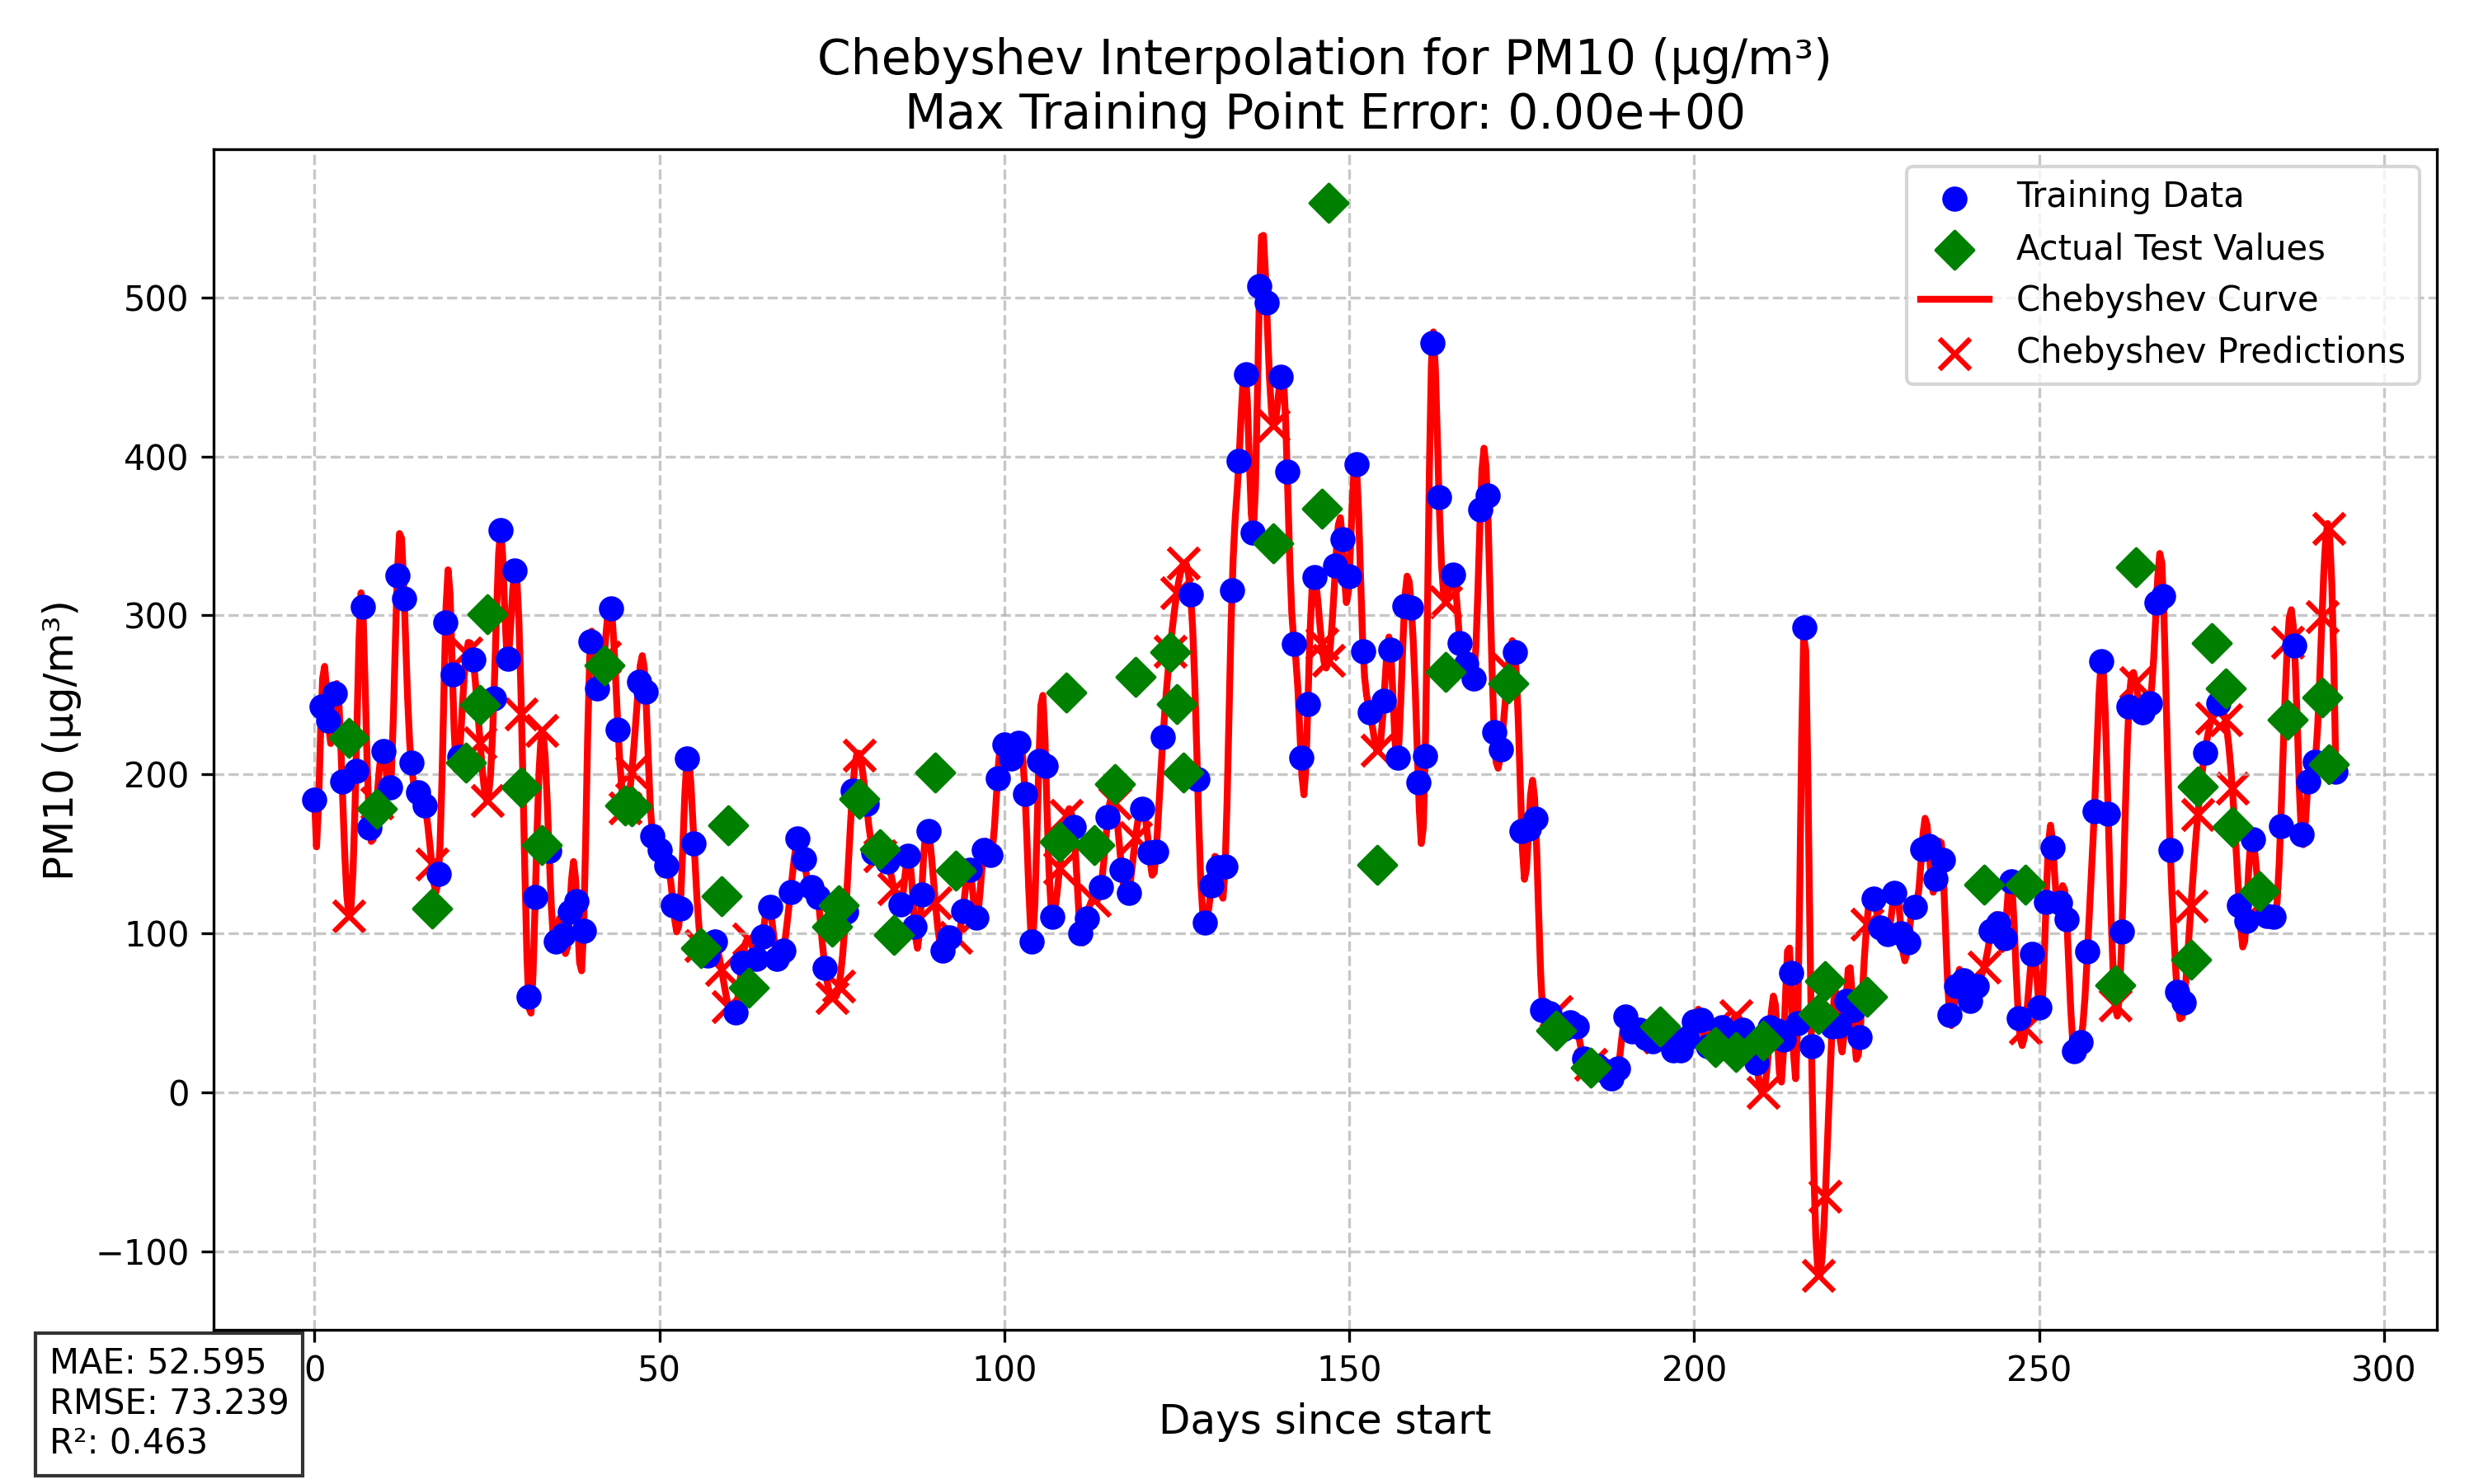 Chebyshev Interpolation for PM10 (µg/m³)
Max Training Point Error: 0.00e+00
Training Data
Actual Test Values
Chebyshev Curve
Chebyshev Predictions
PM10 (µg/m³)
500
400
300
200
100
0
−100
0 50 100 150 200 250 300
Days since start
MAE: 52.595
RMSE: 73.239
R²: 0.463